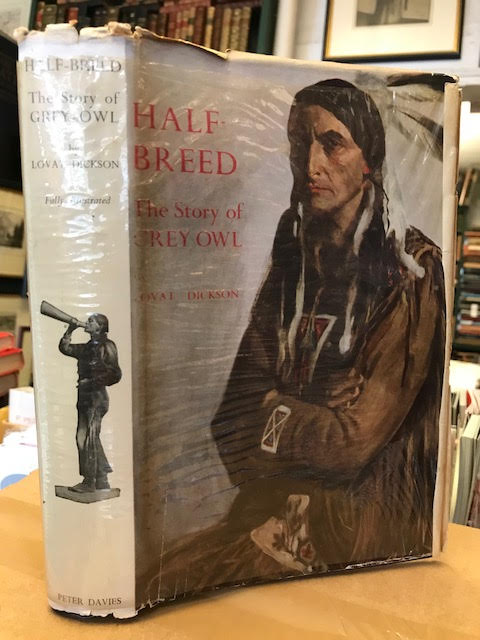 HALF-BREED
The Story of
GREY OWL
by
LOVAT DICKSON
Fully Illustrated
PETER DAVIES
HALF-
BREED
The Story of
GREY OWL
LOVAT DICKSON